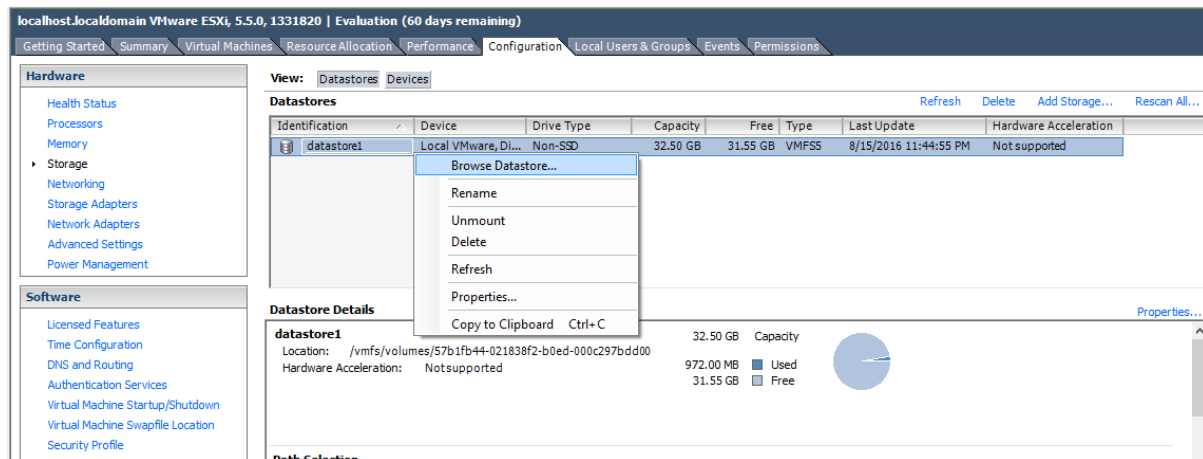 localhost.localdomain VMware ESXi, 5.5.0, 1331820 | Evaluation (60 days remaining)
Getting Started Summary Virtual Machines Resource Allocation Performance Configuration Local Users & Groups Events Permissions
Hardware
Health Status
Processors
Memory
Storage
Networking
Storage Adapters
Network Adapters
Advanced Settings
Power Management
Software
Licensed Features
Time Configuration
DNS and Routing
Authentication Services
Virtual Machine Startup/Shutdown
Virtual Machine Swapfile Location
Security Profile
View: Datastores Devices
Datastores
Refresh Delete Add Storage... Rescan All...
Identification Device Drive Type Capacity Free Type Last Update Hardware Acceleration
datastore1 Local VMware, Di... Non-SSD 32.50 GB 31.55 GB VMFS5 8/15/2016 11:44:55 PM Not supported
Browse Datastore...
Rename
Unmount
Delete
Refresh
Properties...
Copy to Clipboard Ctrl+C
Datastore Details
Properties...
datastore1
Location: /vmfs/volumes/57b1fb44-021838f2-b0ed-000c297bdd00
Hardware Acceleration: Not supported
32.50 GB Capacity
972.00 MB Used
31.55 GB Free
Path Selection